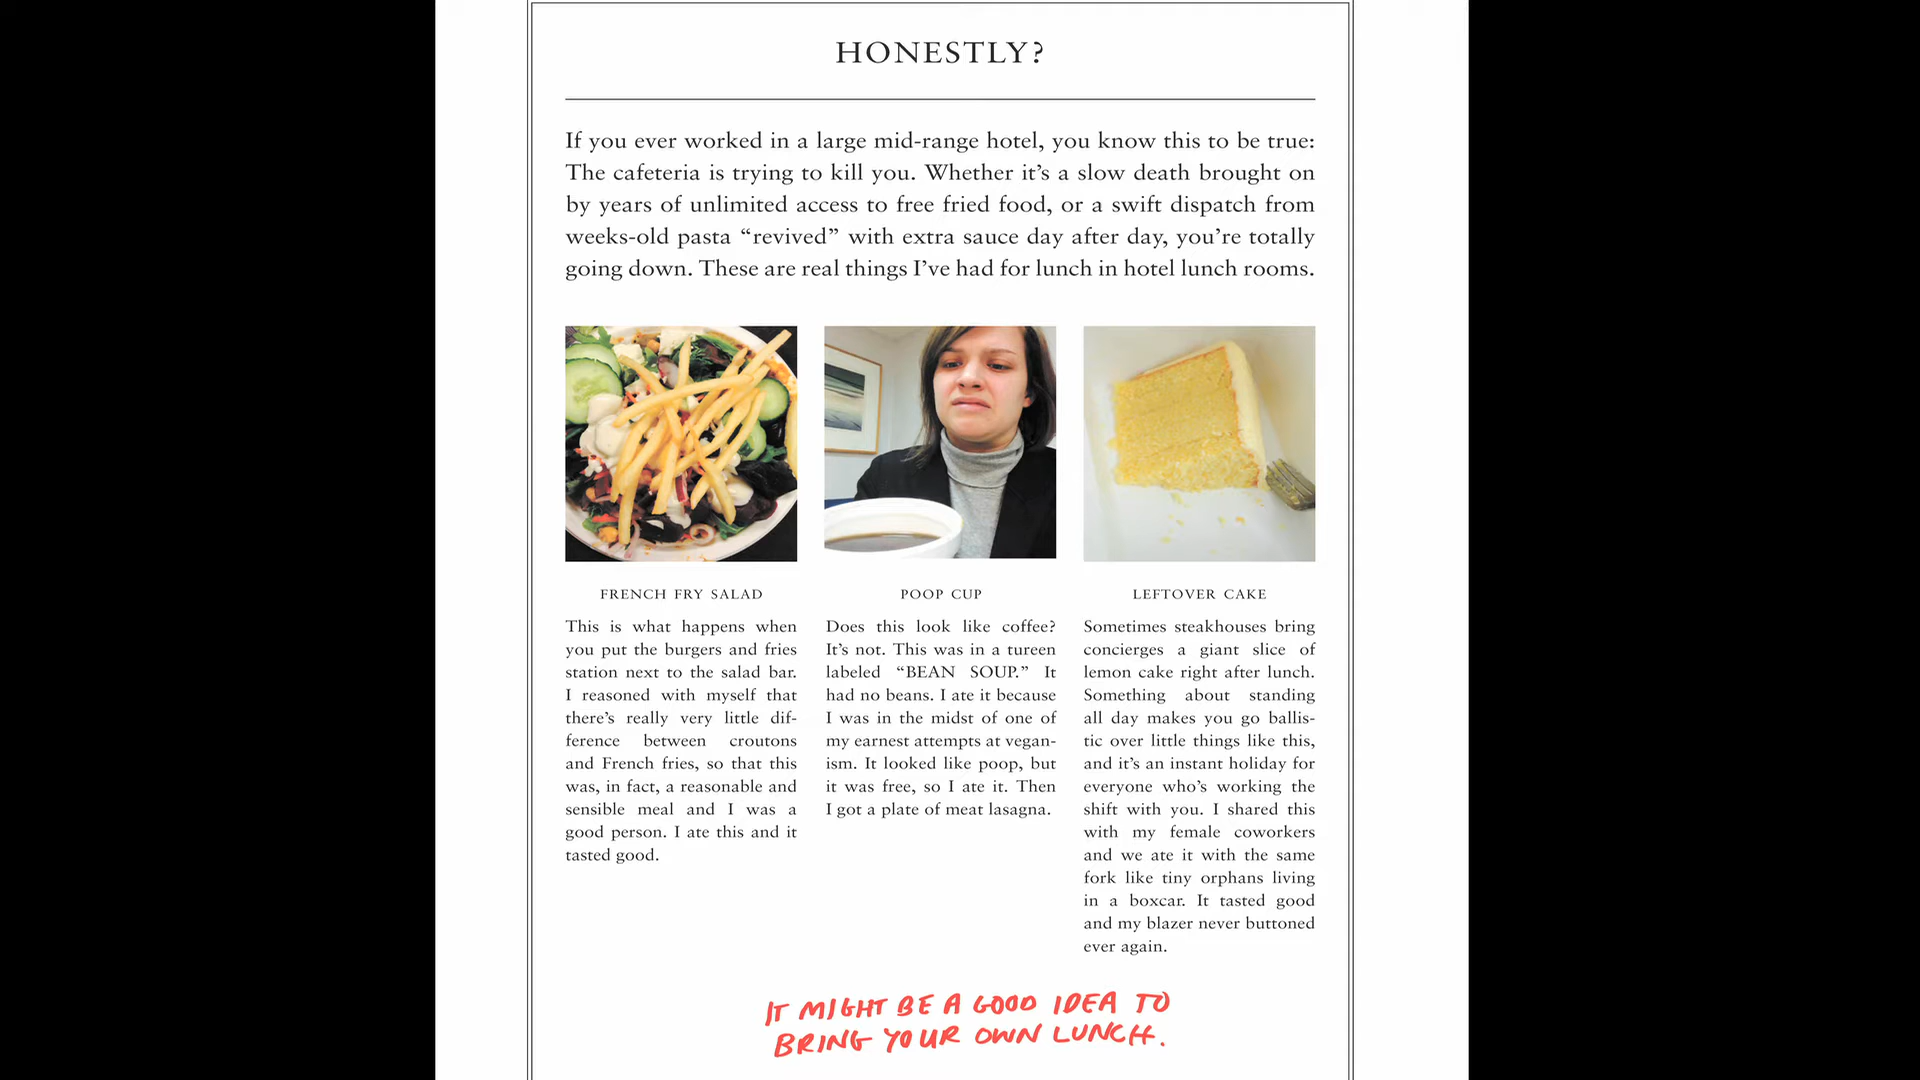 HONESTLY?
If you ever worked in a large mid-range hotel, you know this to be true:
The cafeteria is trying to kill you. Whether it’s a slow death brought on
by years of unlimited access to free fried food, or a swift dispatch from
weeks-old pasta “revived” with extra sauce day after day, you’re totally
going down. These are real things I’ve had for lunch in hotel lunch rooms.
FRENCH FRY SALAD
This is what happens when
you put the burgers and fries
station next to the salad bar.
I reasoned with myself that
there’s really very little dif-
ference between croutons
and French fries, so that this
was, in fact, a reasonable and
sensible meal and I was a
good person. I ate this and it
tasted good.
POOP CUP
Does this look like coffee?
It’s not. This was in a tureen
labeled “BEAN SOUP.” It
had no beans. I ate it because
I was in the midst of one of
my earnest attempts at vegan-
ism. It looked like poop, but
it was free, so I ate it. Then
I got a plate of meat lasagna.
LEFTOVER CAKE
Sometimes steakhouses bring
concierges a giant slice of
lemon cake right after lunch.
Something about standing
all day makes you go ballis-
tic over little things like this,
and it’s an instant holiday for
everyone who’s working the
shift with you. I shared this
with my female coworkers
and we ate it with the same
fork like tiny orphans living
in a boxcar. It tasted good
and my blazer never buttoned
ever again.
IT MIGHT BE A GOOD IDEA TO
BRING YOUR OWN LUNCH.